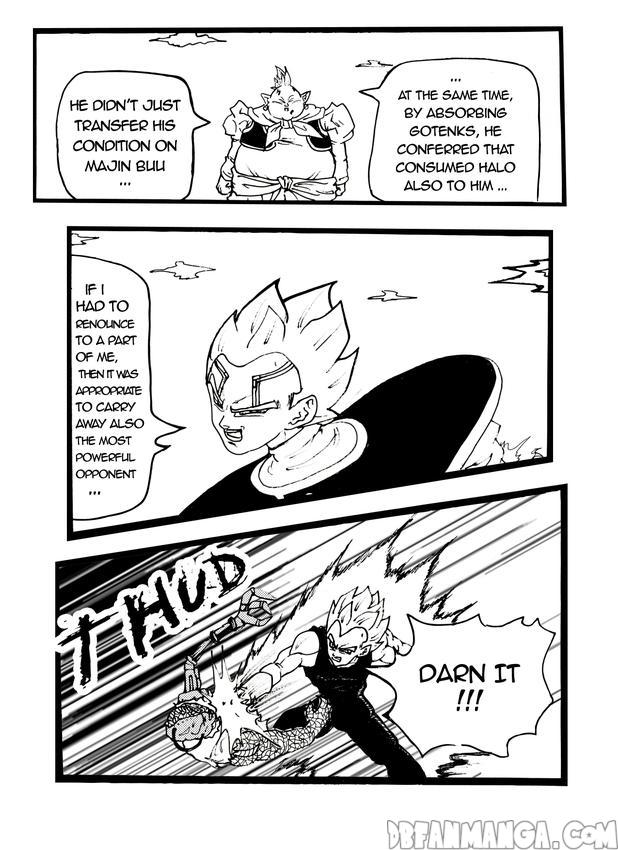 HE DIDN'T JUST
TRANSFER HIS
CONDITION ON
MAJIN BUU
...
...
AT THE SAME TIME,
BY ABSORBING
GOTENKS, HE
CONFERRED THAT
CONSUMED HALO
ALSO TO HIM ...
IF I
HAD TO
RENOUNCE
TO A PART
OF ME,
THEN IT WAS
APPROPRIATE
TO CARRY
AWAY ALSO
THE MOST
POWERFUL
OPPONENT
...
THUD
DARN IT
!!!
DBFANMANGA.COM